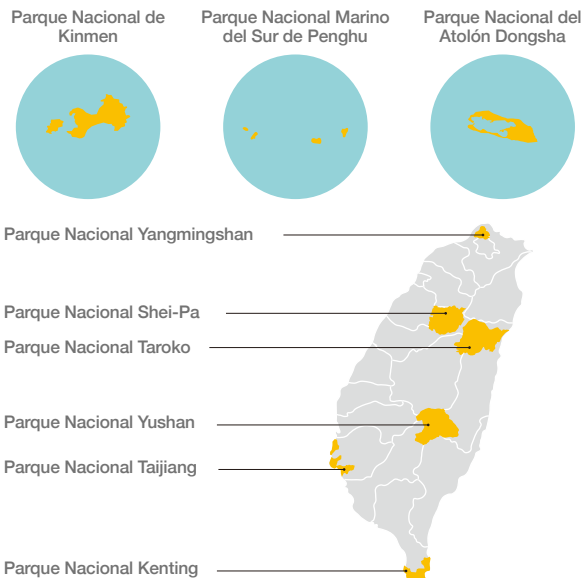 Parque Nacional de
Kinmen
Parque Nacional Marino
del Sur de Penghu
Parque Nacional del
Atolón Dongsha
Parque Nacional Yangmingshan
Parque Nacional Shei-Pa
Parque Nacional Taroko
Parque Nacional Yushan
Parque Nacional Taijiang
Parque Nacional Kenting